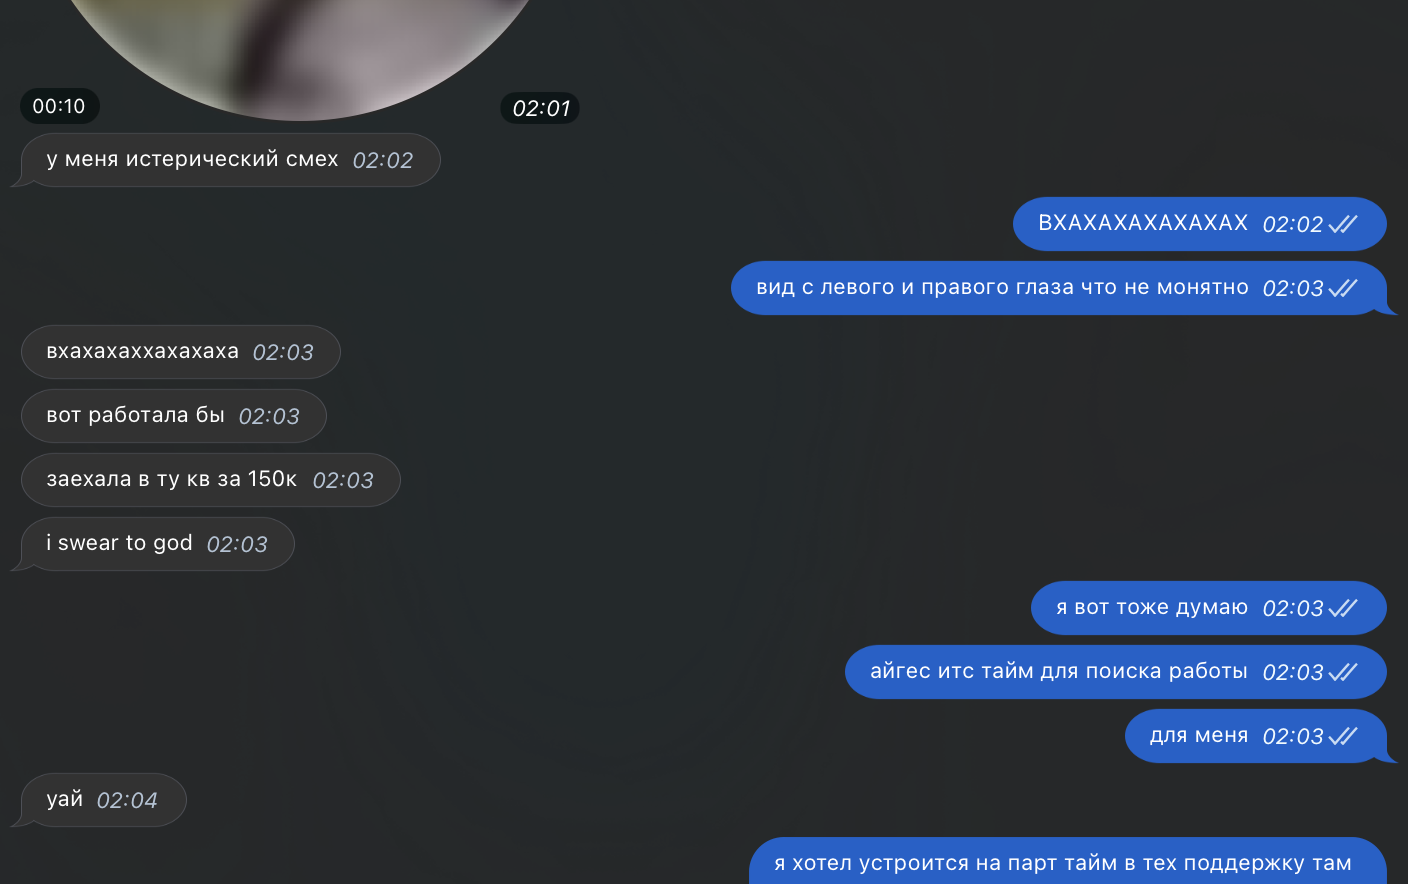 00:10
02:01
у меня истерический смех 02:02
ВХАХАХАХАХАХАХ 02:02
вид с левого и правого глаза что не монятно 02:03
вхахахаххахахаха 02:03
вот работала бы 02:03
заехала в ту кв за 150к 02:03
i swear to god 02:03
я вот тоже думаю 02:03
айгес итс тайм для поиска работы 02:03
для меня 02:03
уай 02:04
я хотел устроится на парт тайм в тех поддержку там